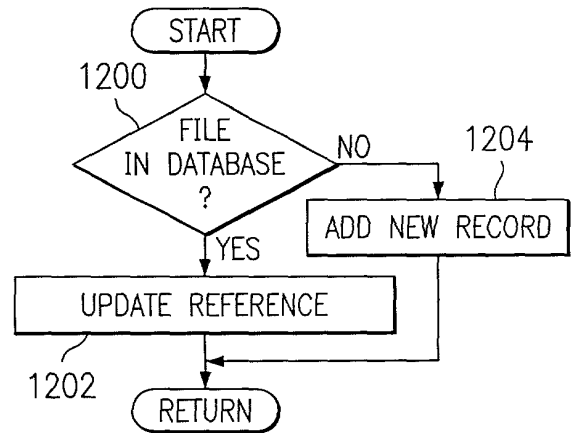 START
1200
FILE
IN DATABASE
?
NO
1204
ADD NEW RECORD
YES
UPDATE REFERENCE
1202
RETURN